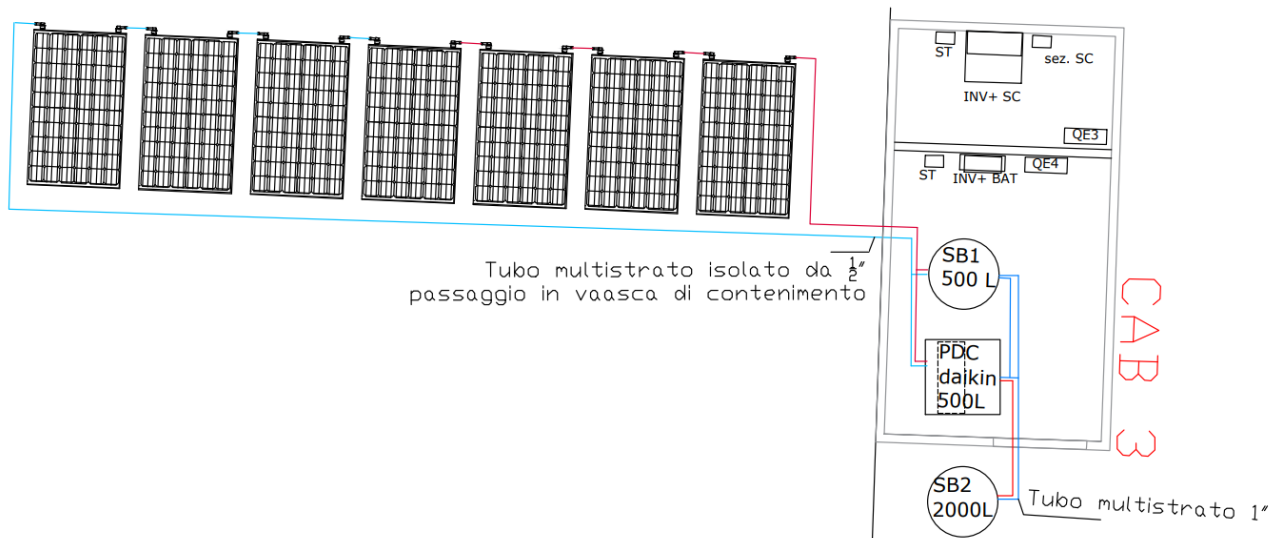 ST
sez. SC
INV+ SC
QE3
ST
INV+ BAT
QE4
Tubo multistrato isolato da 1/2"
passaggio in vaasca di contenimento
SB1
500 L
PDC
daikin
500L
CAB 3
SB2
2000L
Tubo multistrato 1"